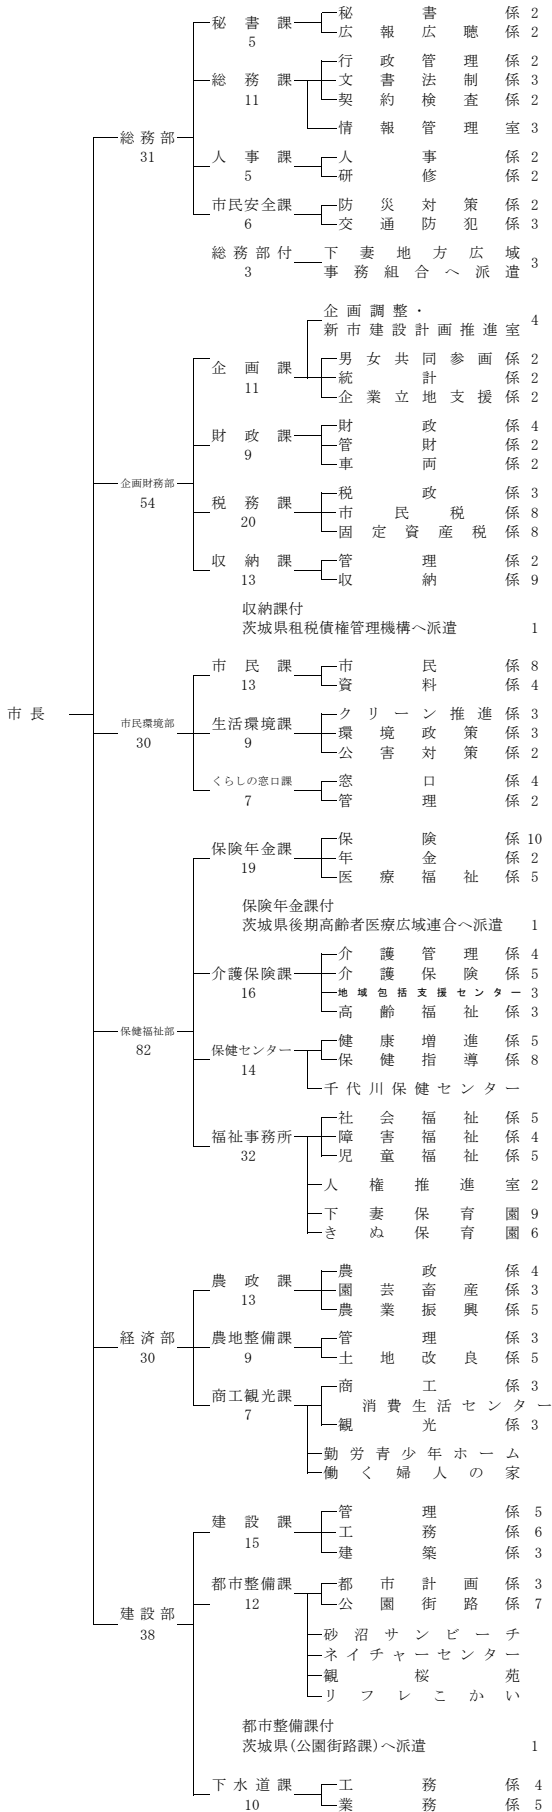 市長
総務部
31
秘書課
5
秘書係 2
広報広聴係 2
総務課
11
行政管理係 2
文書法制係 3
契約検査係 2
情報管理室 3
人事課
5
人事係 2
研修係 2
市民安全課
6
防災対策係 2
交通防犯係 3
総務部付
3
下妻地方広域
事務組合へ派遣 3
企画財務部
54
企画課
11
企画調整・
新市建設計画推進室 4
男女共同参画係 2
統計係 2
企業立地支援係 2
財政課
9
財政係 4
管財係 2
車両係 2
税務課
20
税政係 3
市民税係 8
固定資産税係 8
収納課
13
管理係 2
収納係 9
収納課付
茨城県租税債権管理機構へ派遣 1
市民環境部
30
市民課
13
市民係 8
資料係 4
生活環境課
9
クリーン推進係 3
環境政策係 3
公害対策係 2
くらしの窓口課
7
窓口係 4
管理係 2
保健福祉部
82
保険年金課
19
保険係 10
年金係 2
医療福祉係 5
保険年金課付
茨城県後期高齢者医療広域連合へ派遣 1
介護保険課
16
介護管理係 4
介護保険係 5
地域包括支援センター 3
高齢福祉係 3
保健センター
14
健康増進係 5
保健指導係 8
千代川保健センター
福祉事務所
32
社会福祉係 5
障害福祉係 4
児童福祉係 5
人権推進室 2
下妻保育園 9
きぬ保育園 6
経済部
30
農政課
13
農政係 4
園芸畜産係 3
農業振興係 5
農地整備課
9
管理係 3
土地改良係 5
商工観光課
7
商工係 3
消費生活センター
観光係 3
勤労青少年ホーム
働く婦人の家
建設部
38
建設課
15
管理係 5
工務係 6
建築係 3
都市整備課
12
都市計画係 3
公園街路係 7
砂沼サンビーチ
ネイチャーセンター
観桜苑
リフレこかい
都市整備課付
茨城県(公園街路課)へ派遣 1
下水道課
10
工務係 4
業務係 5